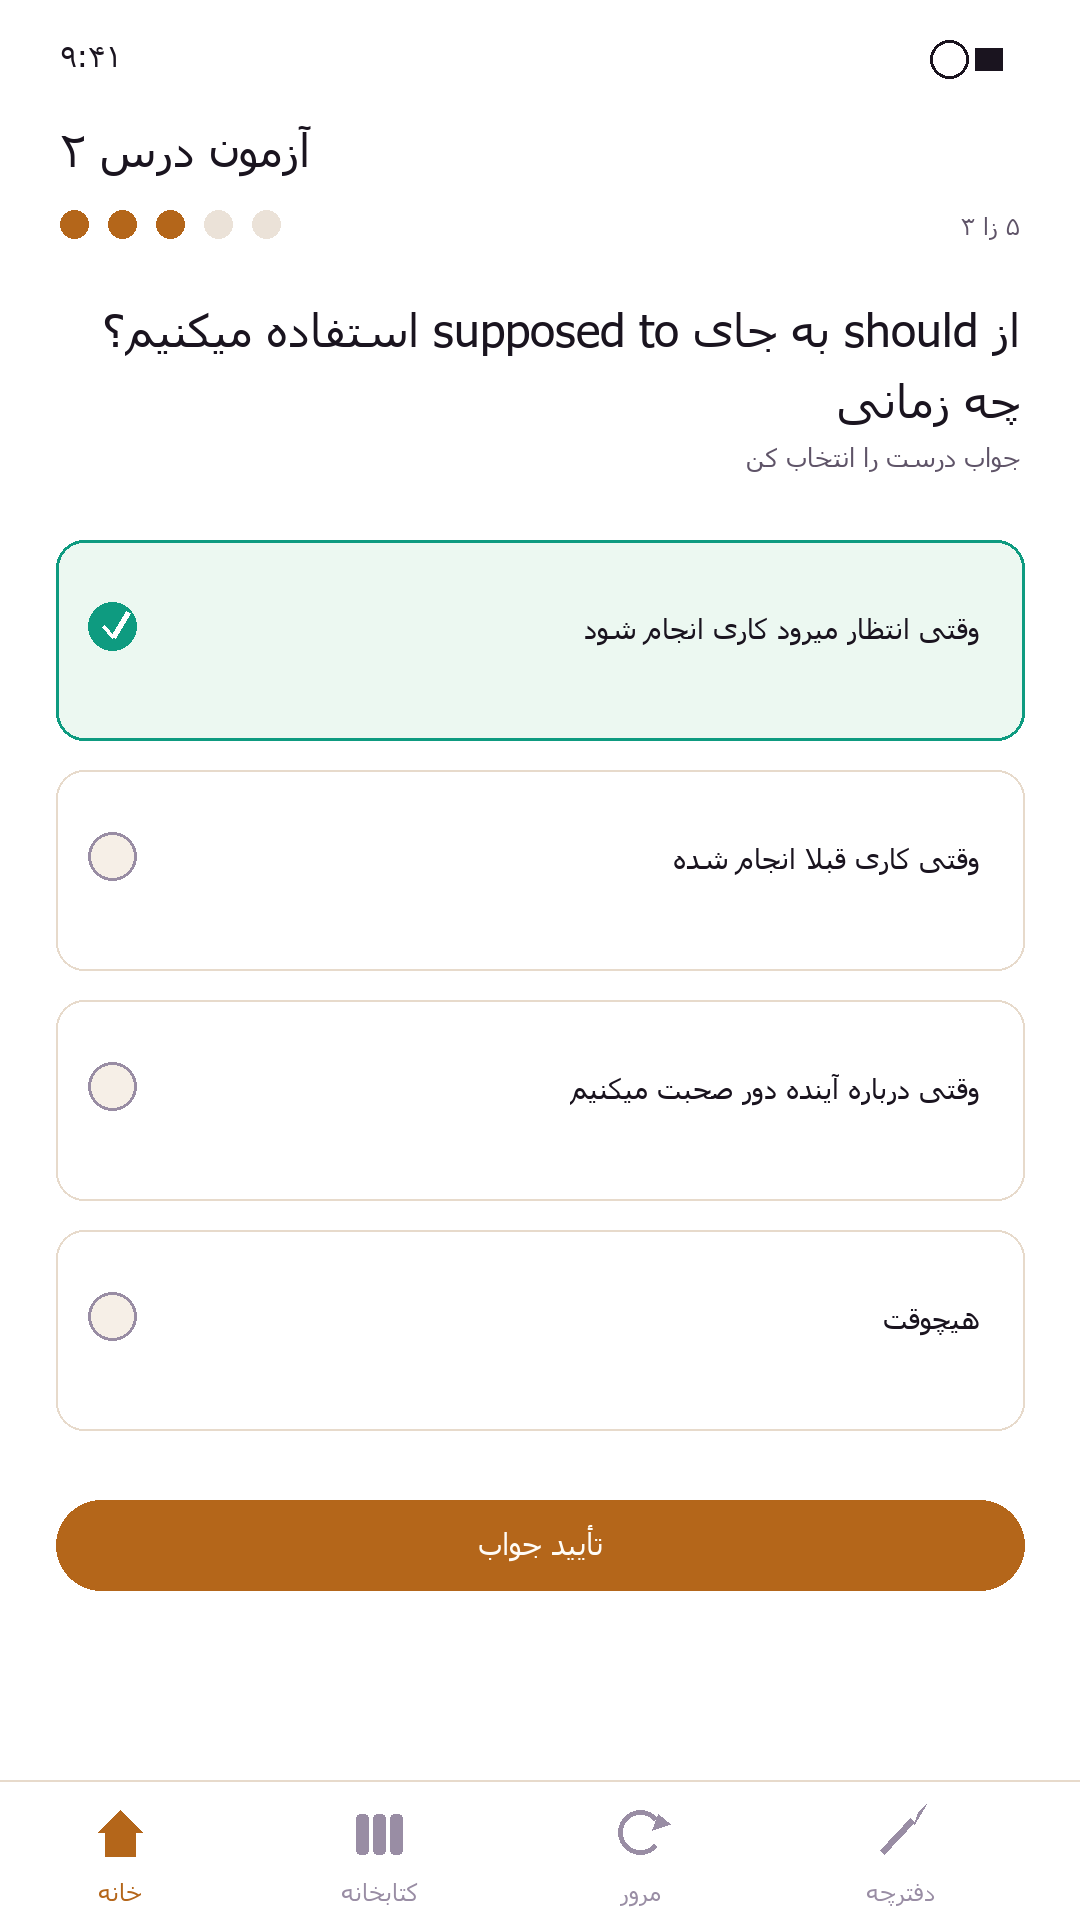 ۹:۴۱
آزمون درس ۲
۵ زا ۳
از should به جای supposed to استفاده میکنیم؟
چه زمانی
جواب درست را انتخاب کن
وقتی انتظار میرود کاری انجام شود
وقتی کاری قبلا انجام شده
وقتی درباره آینده دور صحبت میکنیم
هیچوقت
تأیید جواب
خانه
کتابخانه
مرور
دفترچه